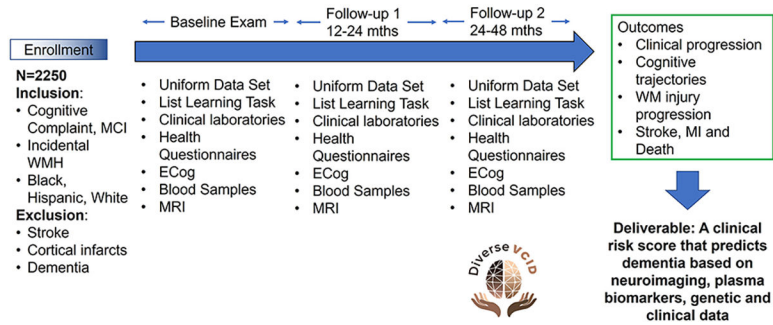 Enrollment
N=2250
Inclusion:
• Cognitive
Complaint, MCI
• Incidental
WMH
• Black,
Hispanic, White
Exclusion:
• Stroke
• Cortical infarcts
• Dementia
Baseline Exam
• Uniform Data Set
• List Learning Task
• Clinical laboratories
• Health
Questionnaires
• ECog
• Blood Samples
• MRI
Follow-up 1
12-24 mths
• Uniform Data Set
• List Learning Task
• Clinical laboratories
• Health
Questionnaires
• ECog
• Blood Samples
• MRI
Follow-up 2
24-48 mths
• Uniform Data Set
• List Learning Task
• Clinical laboratories
• Health
Questionnaires
• ECog
• Blood Samples
• MRI
Diverse VCID
Outcomes
• Clinical progression
• Cognitive
trajectories
• WM injury
progression
• Stroke, MI and
Death
Deliverable: A clinical
risk score that predicts
dementia based on
neuroimaging, plasma
biomarkers, genetic and
clinical data